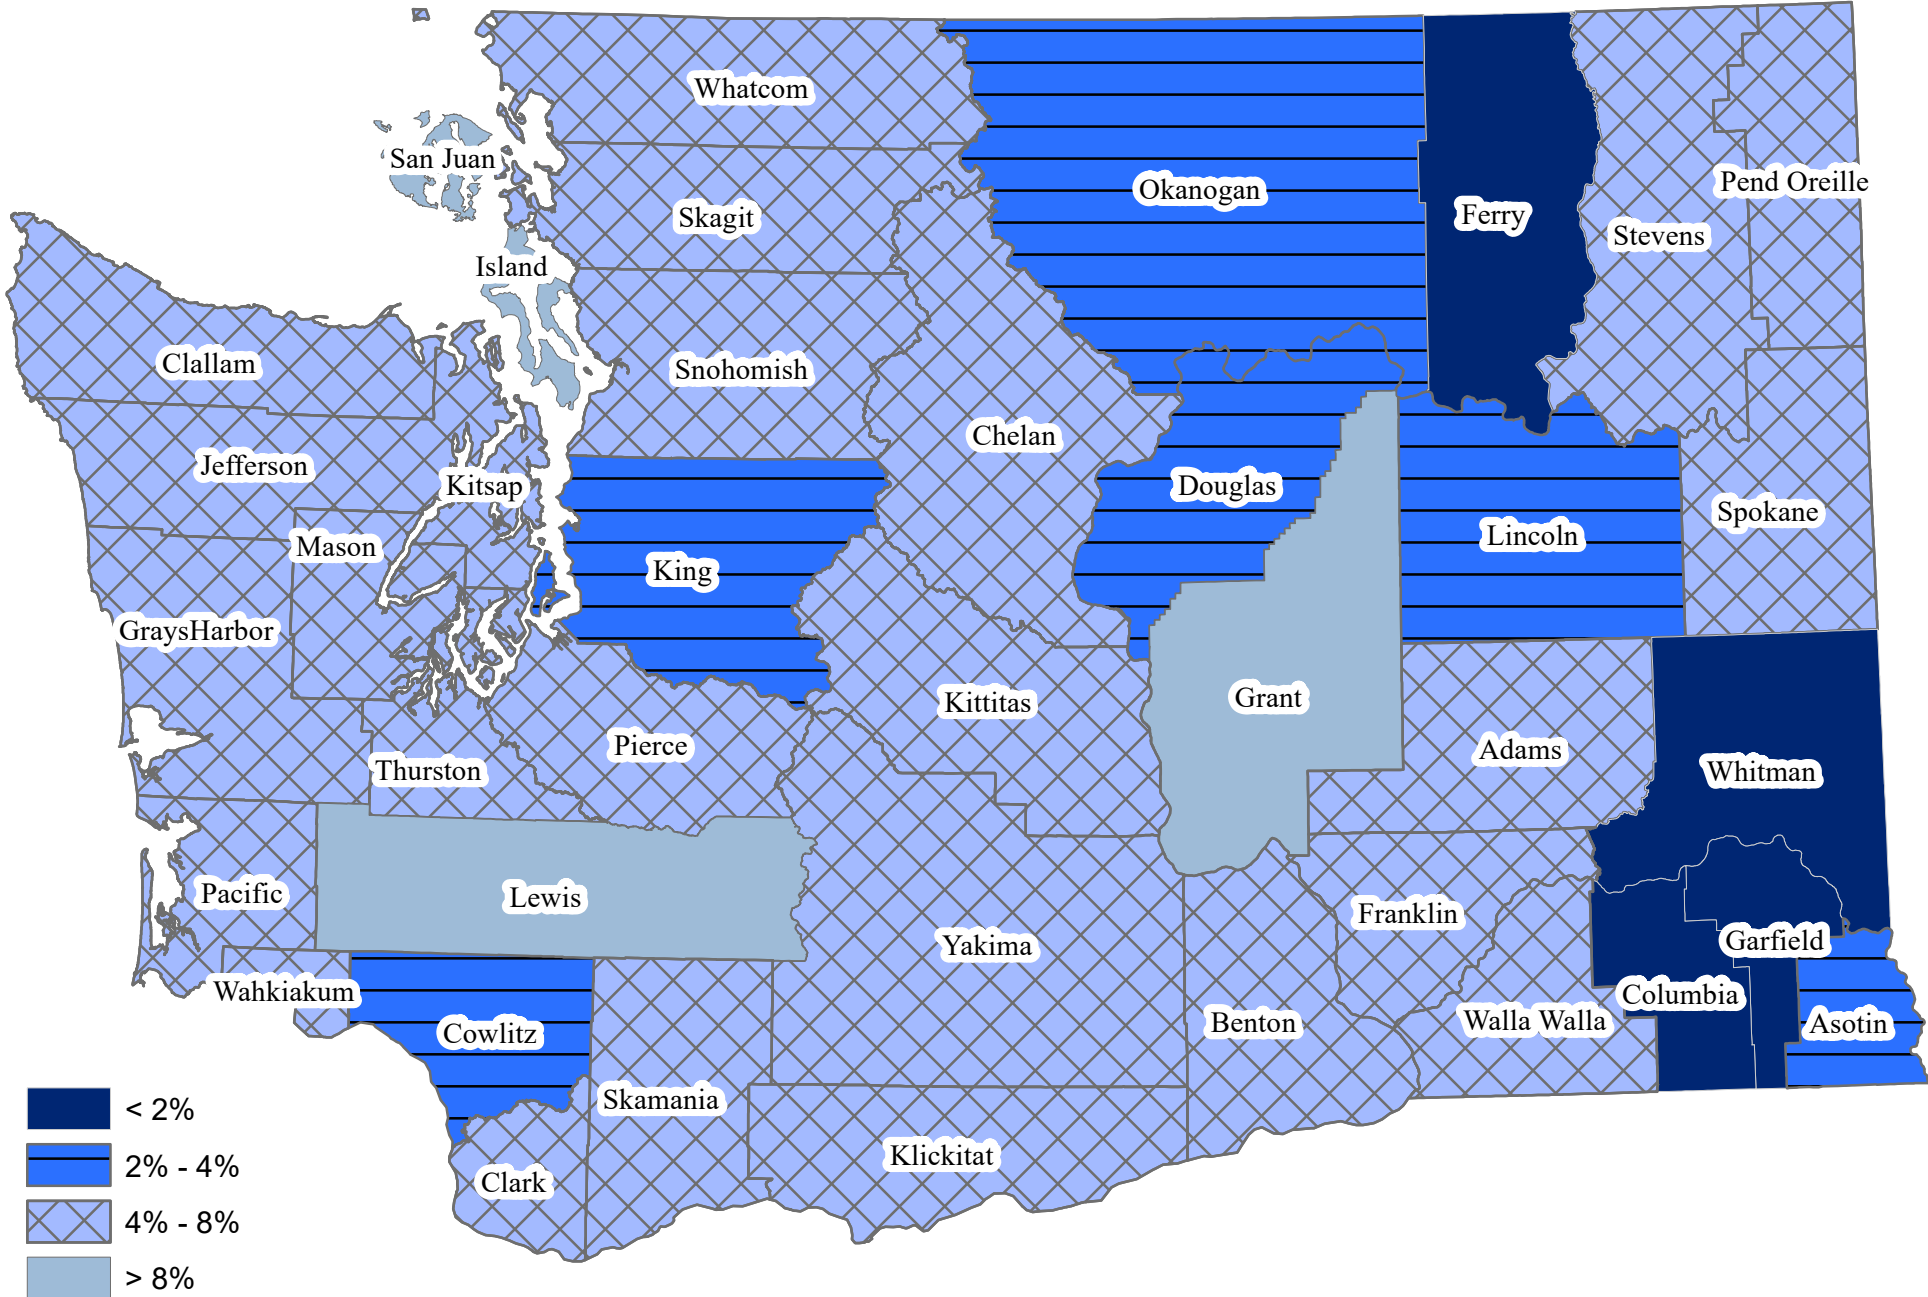 Whatcom
San Juan
Okanogan
Pend Oreille
Ferry
Skagit
Stevens
Island
Clallam
Snohomish
Chelan
Jefferson
Kitsap
Douglas
Spokane
Lincoln
Mason
King
GraysHarbor
Grant
Kittitas
Pierce
Adams
Thurston
Whitman
Pacific
Lewis
Franklin
Garfield
Yakima
Wahkiakum
Columbia
Cowlitz
Benton
Walla Walla
Asotin
Skamania
Klickitat
Clark
< 2%
2% - 4%
4% - 8%
> 8%